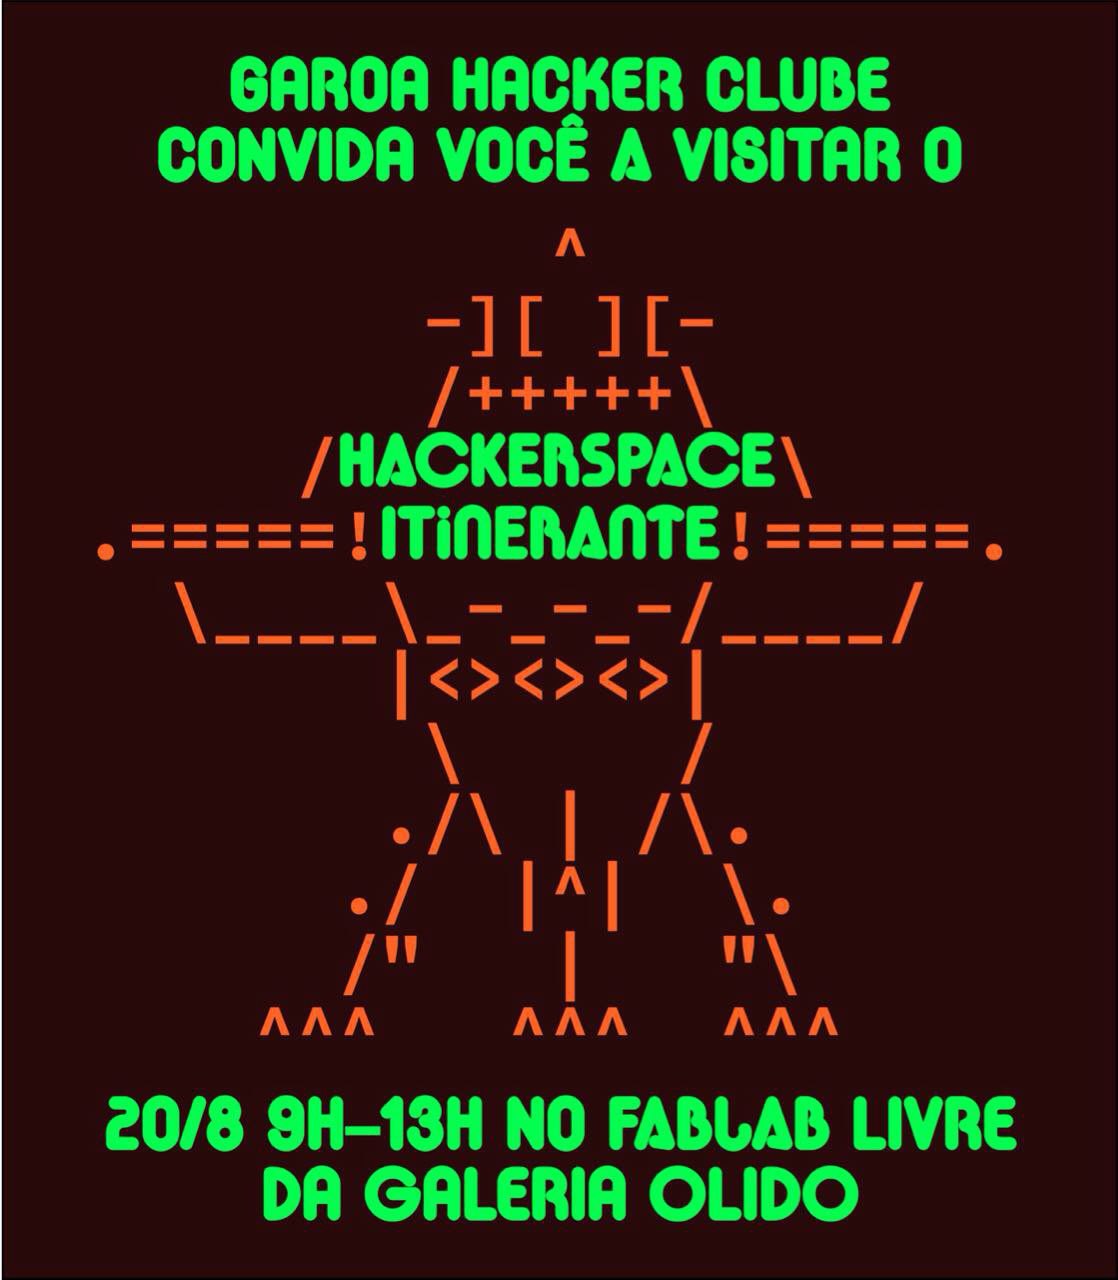 GAROA HACKER CLUBE
CONVIDA VOCÊ A VISITAR O
^
-][ ][-
/+++++\
/HACKERSPACE\
.=====!ITINERANTE!=====.
\____\_-_-_-/____/
|<><><>|
\ /
./\ | /\.
./ |^| \.
/" | "\
^^^ ^^^ ^^^
20/8 9H–13H NO FABLAB LIVRE
DA GALERIA OLIDO